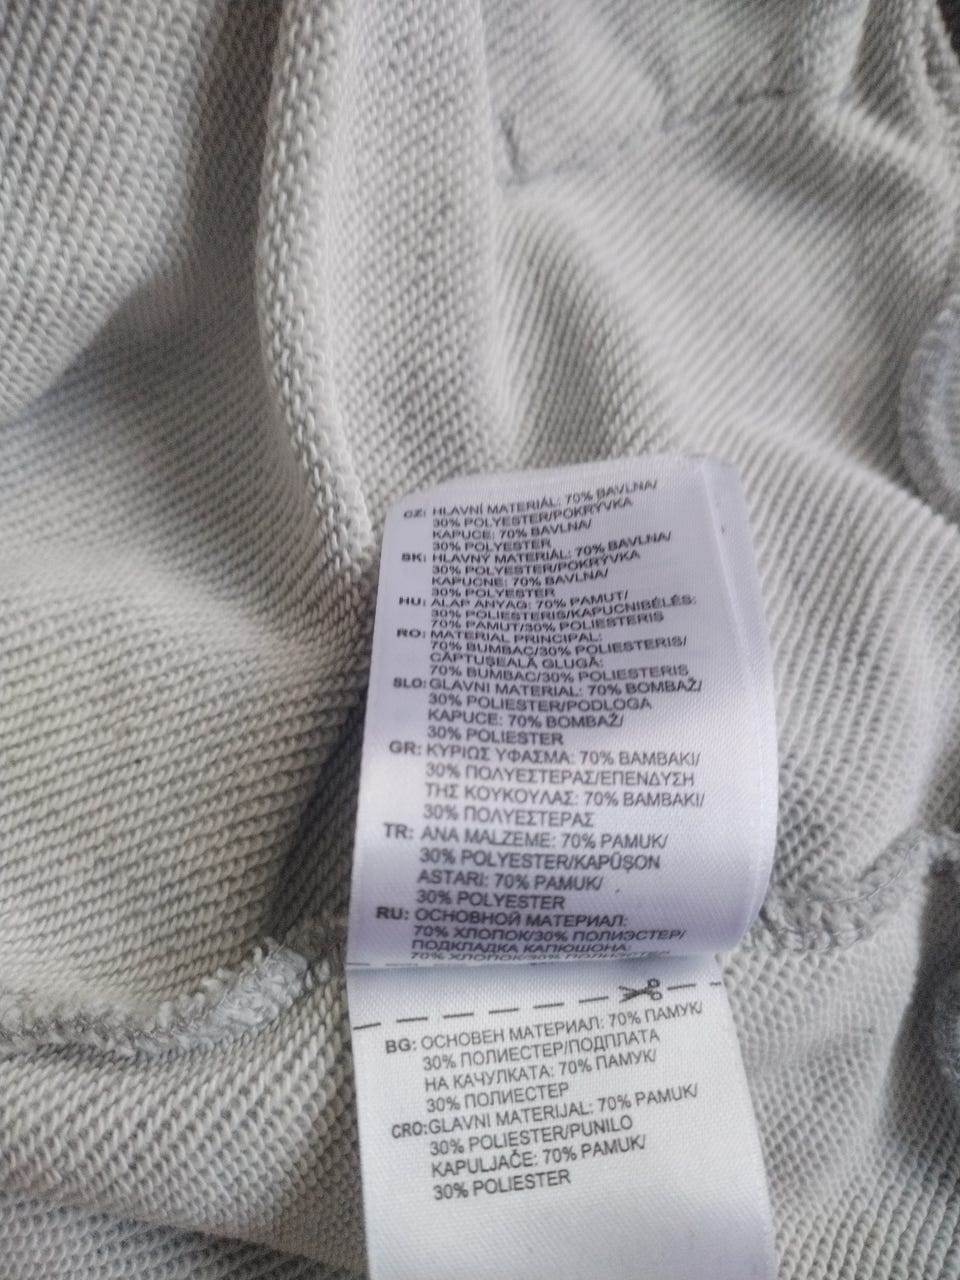 CZ: HLAVNÍ MATERIÁL: 70% BAVLNA/
30% POLYESTER/POKRÝVKA
KAPUCE: 70% BAVLNA/
30% POLYESTER
SK: HLAVNÝ MATERIÁL: 70% BAVLNA/
30% POLYESTER/POKRÝVKA
KAPUCNE: 70% BAVLNA/
30% POLYESTER
HU: ALAP ANYAG: 70% PAMUT/
30% POLIESTERIS/KAPUCNIBÉLÉS:
70% PAMUT/30% POLIESTERIS
RO: MATERIAL PRINCIPAL:
70% BUMBAC/30% POLIESTERIS/
CĂPTUȘEALĂ GLUGĂ:
70% BUMBAC/30% POLIESTERIS
SLO: GLAVNI MATERIAL: 70% BOMBAŽ/
30% POLIESTER/PODLOGA
KAPUCE: 70% BOMBAŽ/
30% POLIESTER
GR: ΚΥΡΙΩΣ ΥΦΑΣΜΑ: 70% ΒΑΜΒΑΚΙ/
30% ΠΟΛΥΕΣΤΕΡΑΣ/ΕΠΕΝΔΥΣΗ
ΤΗΣ ΚΟΥΚΟΥΛΑΣ: 70% ΒΑΜΒΑΚΙ/
30% ΠΟΛΥΕΣΤΕΡΑΣ
TR: ANA MALZEME: 70% PAMUK/
30% POLYESTER/KAPÜŞON
ASTARI: 70% PAMUK/
30% POLYESTER
RU: ОСНОВНОЙ МАТЕРИАЛ:
70% ХЛОПОК/30% ПОЛИЭСТЕР/
ПОДКЛАДКА КАПЮШОНА:
70% ХЛОПОК/30% ПОЛИЭСТЕР
BG: ОСНОВЕН МАТЕРИАЛ: 70% ПАМУК/
30% ПОЛИЕСТЕР/ПОДПЛАТА
НА КАЧУЛКАТА: 70% ПАМУК/
30% ПОЛИЕСТЕР
CRO: GLAVNI MATERIJAL: 70% PAMUK/
30% POLIESTER/PUNILO
KAPULJAČE: 70% PAMUK/
30% POLIESTER